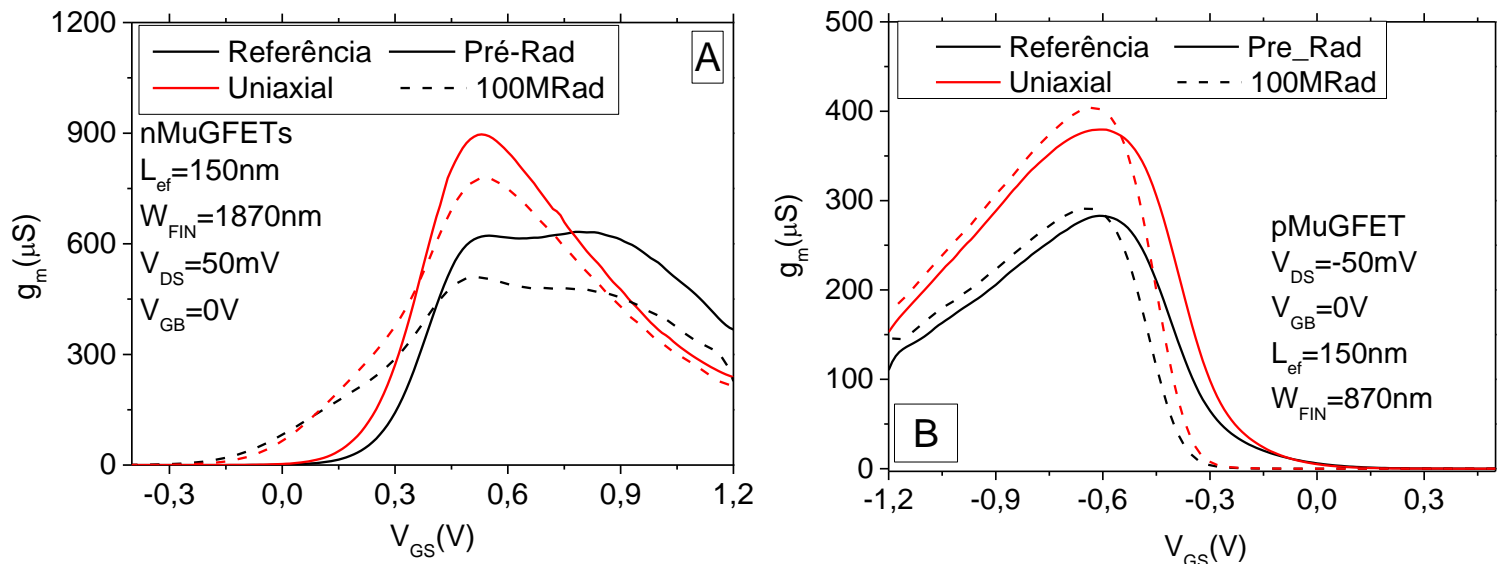 1200
900
600
300
0
g_m(μS)
Referência Pré-Rad
Uniaxial 100MRad
A
nMuGFETs
L_ef=150nm
W_FIN=1870nm
V_DS=50mV
V_GB=0V
-0,3 0,0 0,3 0,6 0,9 1,2
V_GS(V)
500
400
300
200
100
0
g_m(μS)
Referência Pre_Rad
Uniaxial 100MRad
pMuGFET
V_DS=-50mV
V_GB=0V
L_ef=150nm
W_FIN=870nm
B
-1,2 -0,9 -0,6 -0,3 0,0 0,3
V_GS(V)